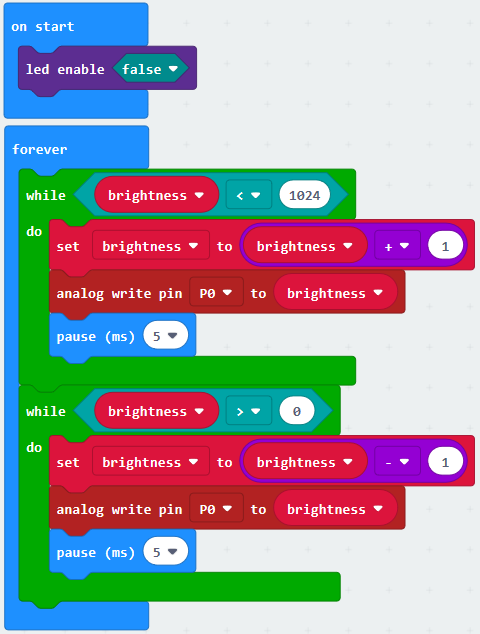 on start
led enable false
forever
while brightness < 1024
do
set brightness to brightness + 1
analog write pin P0 to brightness
pause (ms) 5
while brightness > 0
do
set brightness to brightness - 1
analog write pin P0 to brightness
pause (ms) 5